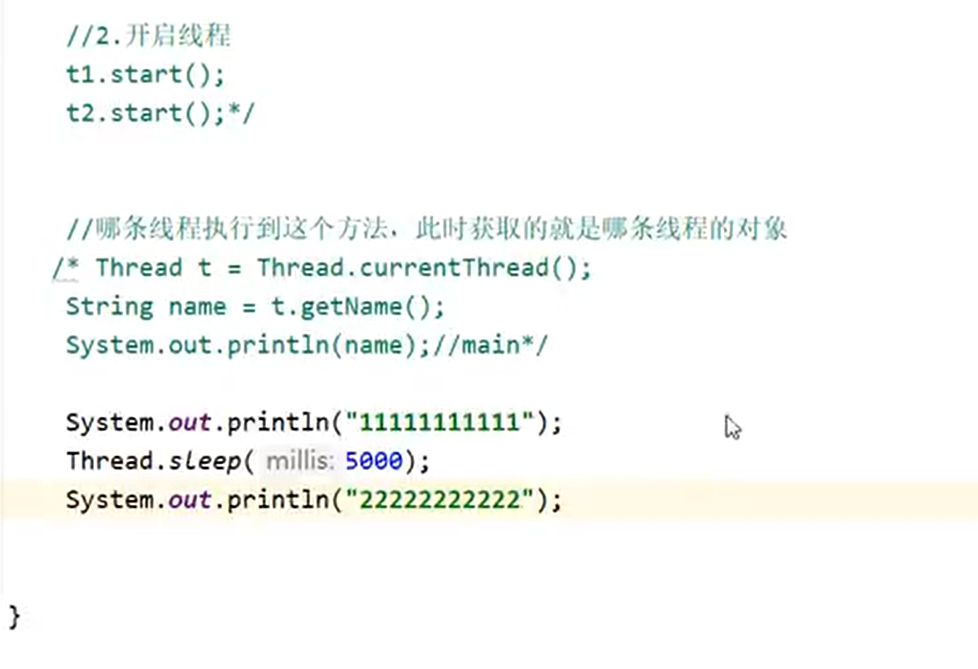 //2.开启线程
t1.start();
t2.start();*/
//哪条线程执行到这个方法，此时获取的就是哪条线程的对象
/* Thread t = Thread.currentThread();
String name = t.getName();
System.out.println(name);//main*/
System.out.println("11111111111");
Thread.sleep( millis: 5000);
System.out.println("22222222222");
}